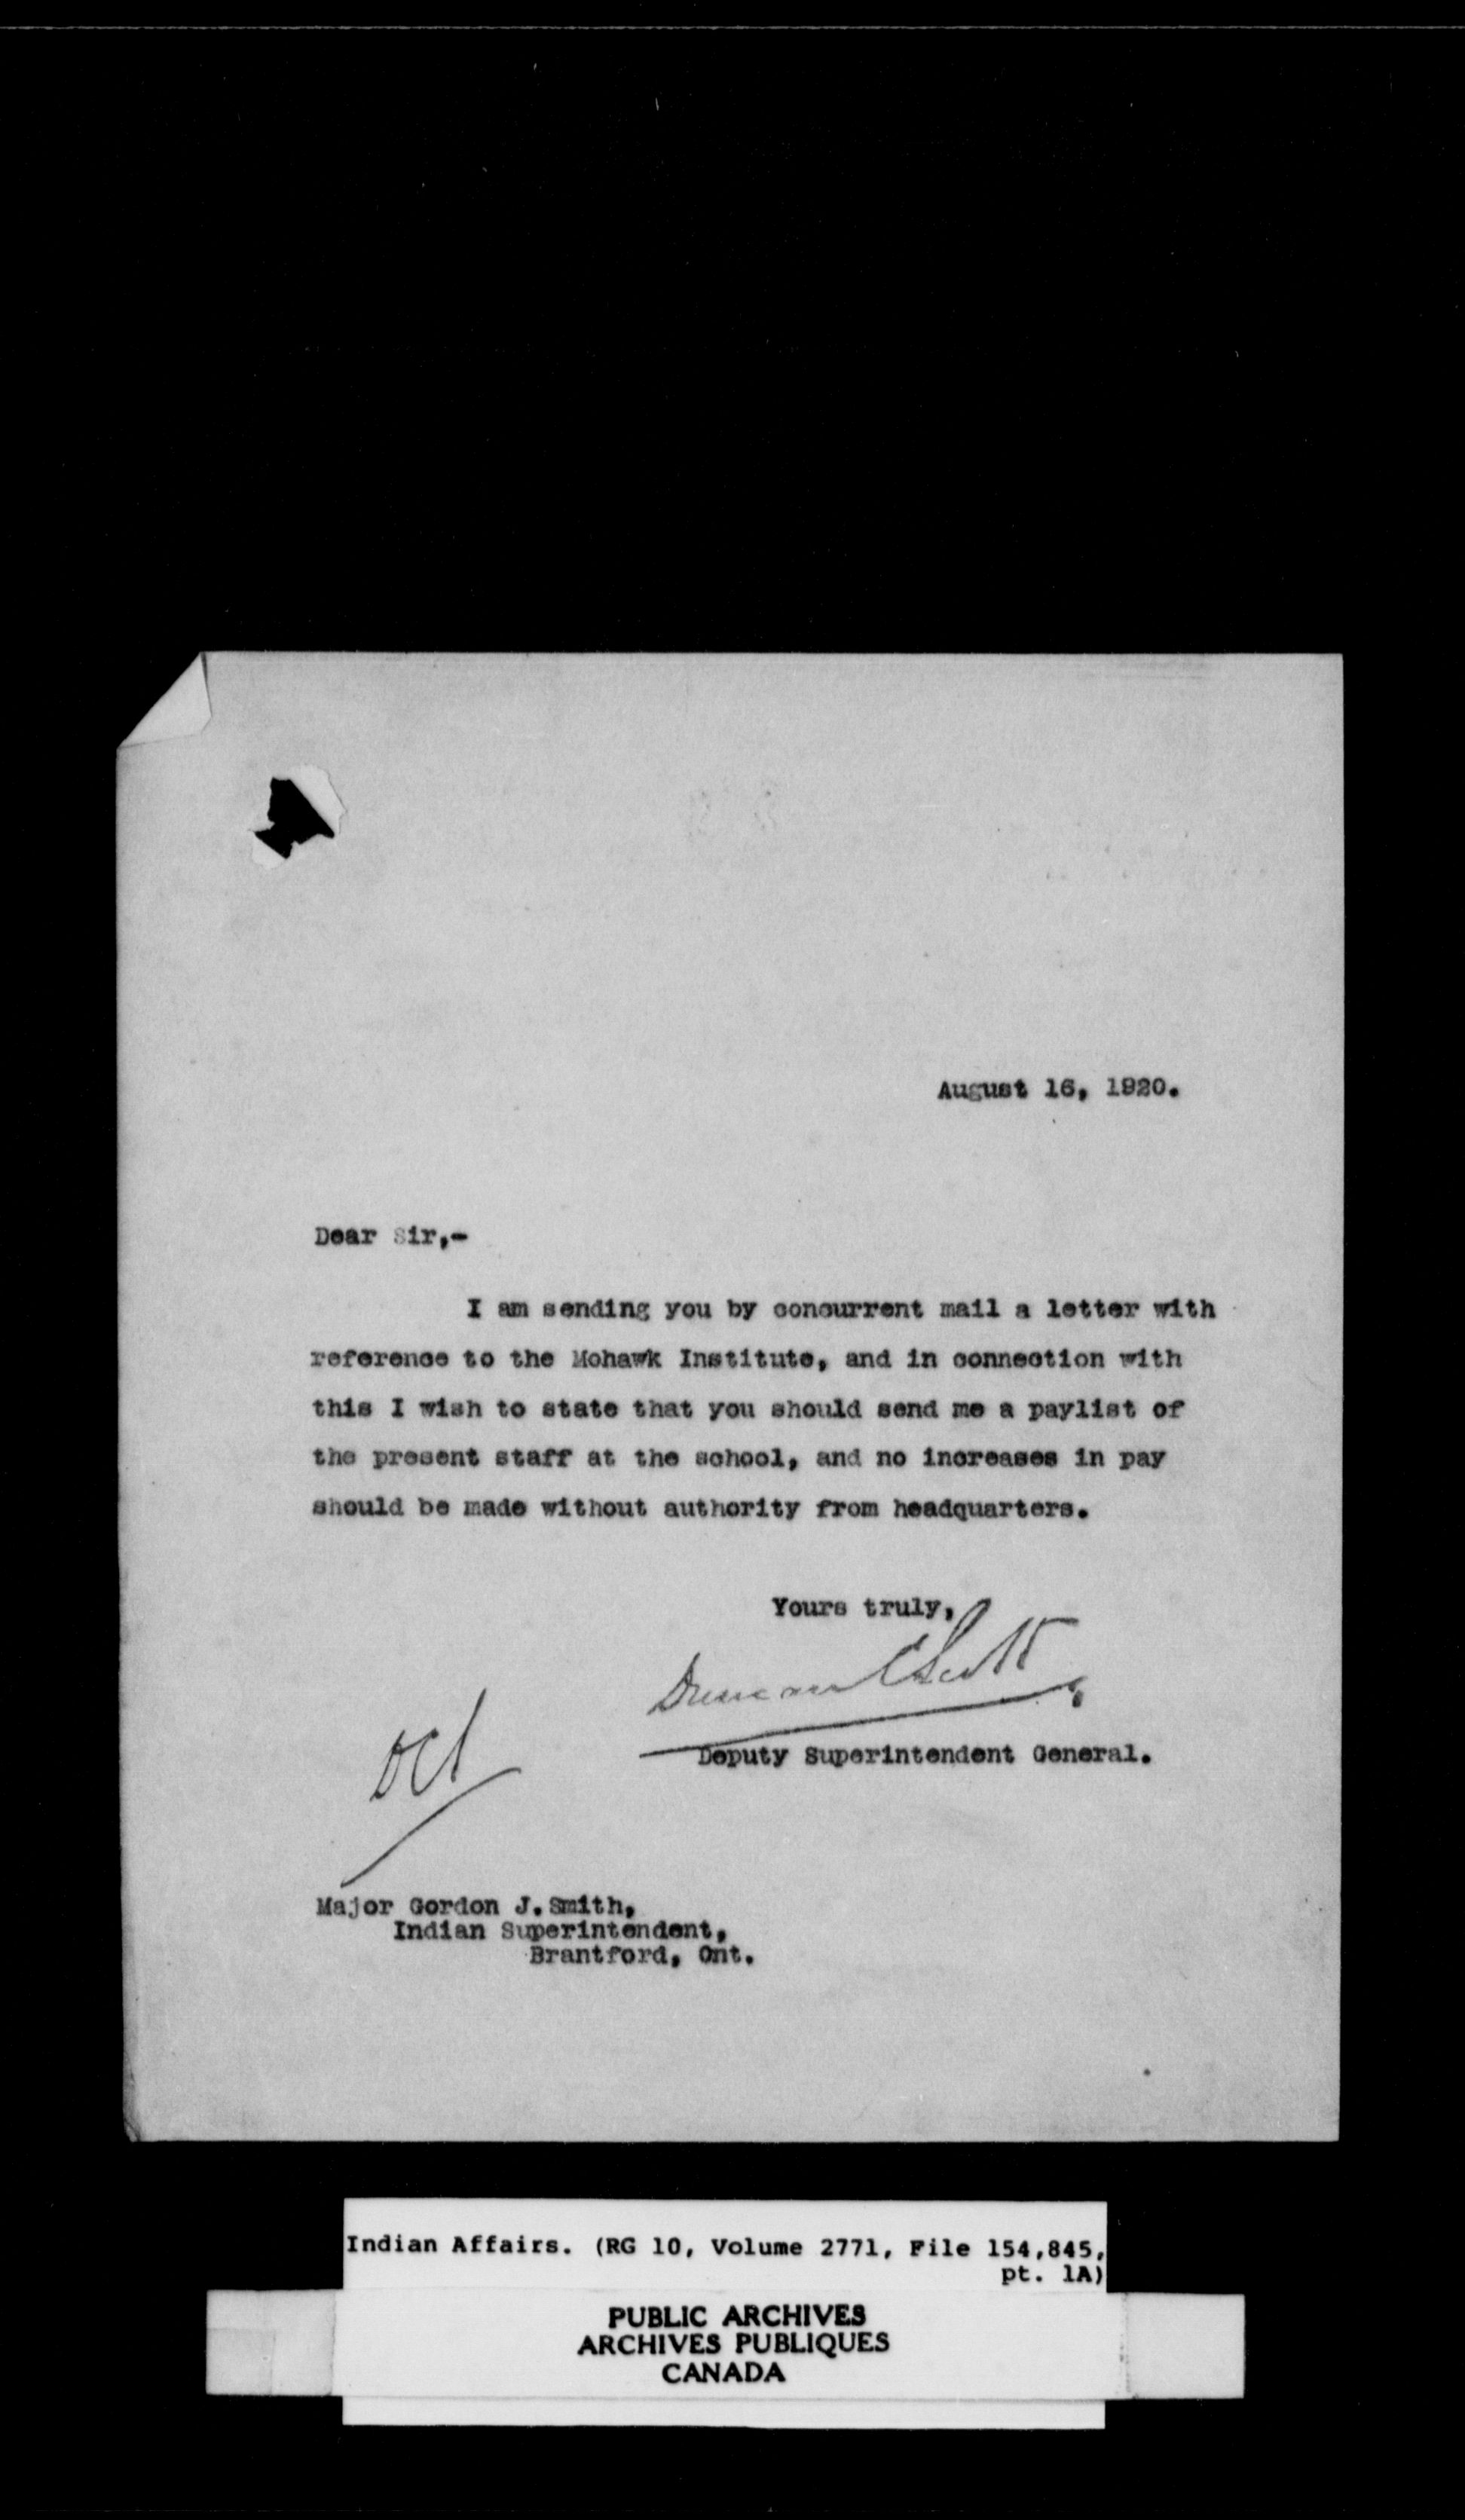 August 16, 1920.
Dear Sir,-
I am sending you by concurrent mail a letter with
reference to the Mohawk Institute, and in connection with
this I wish to state that you should send me a paylist of
the present staff at the school, and no increases in pay
should be made without authority from headquarters.
Yours truly,
Duncan C Scott
Deputy Superintendent General.
Major Gordon J. Smith,
Indian Superintendent,
Brantford, Ont.
Indian Affairs. (RG 10, Volume 2771, File 154,845,
pt. 1A)
PUBLIC ARCHIVES
ARCHIVES PUBLIQUES
CANADA